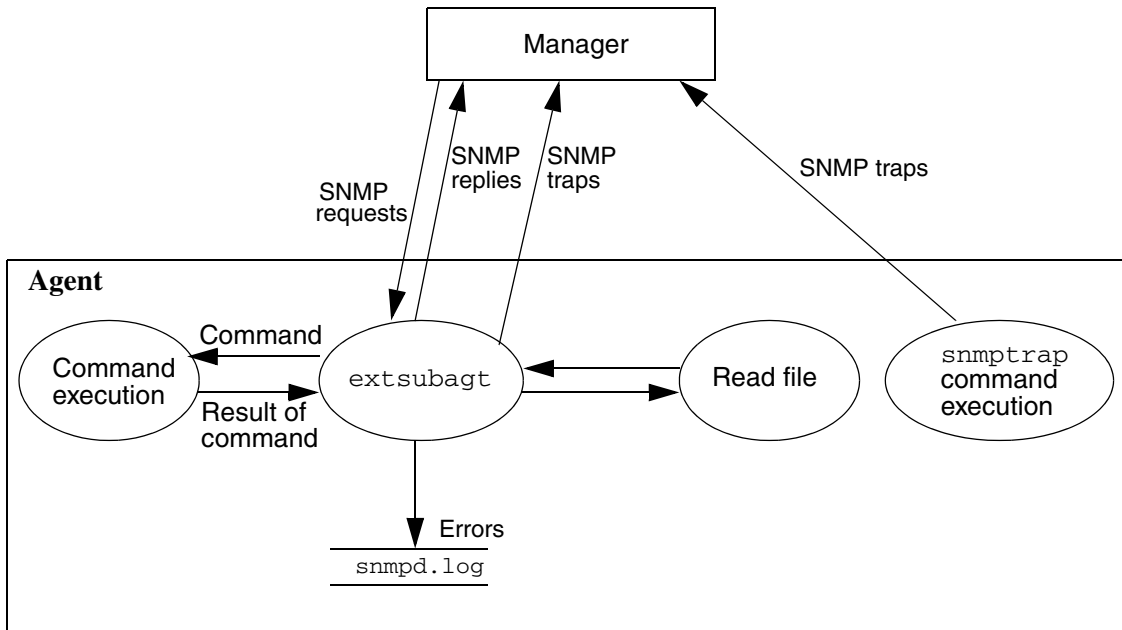 Manager
SNMP
replies
SNMP
traps
SNMP traps
SNMP
requests
Agent
Command
Command
execution
Result of
command
extsubagt
Read file
snmptrap
command
execution
Errors
snmpd.log